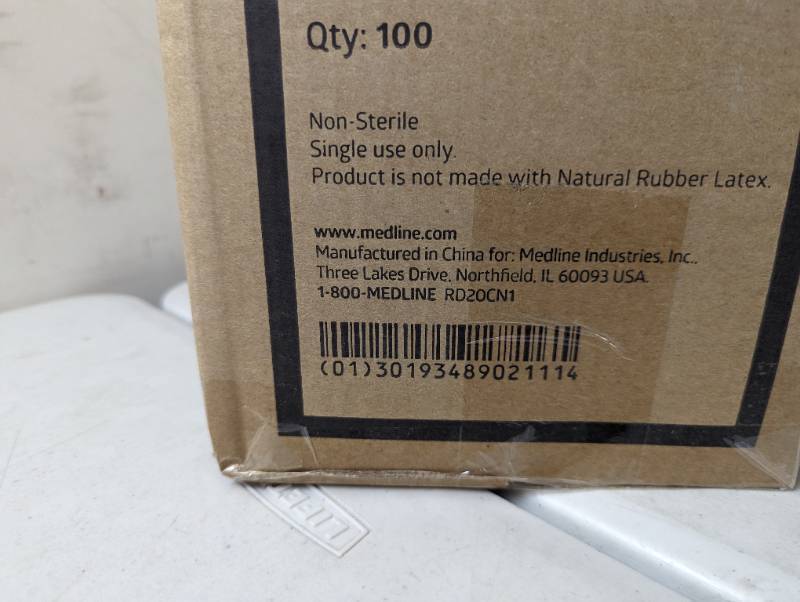 Qty: 100
Non-Sterile
Single use only.
Product is not made with Natural Rubber Latex.
www.medline.com
Manufactured in China for: Medline Industries, Inc.,
Three Lakes Drive, Northfield, IL 60093 USA.
1-800-MEDLINE RD20CN1
(01)30193489021114
LIFETIME